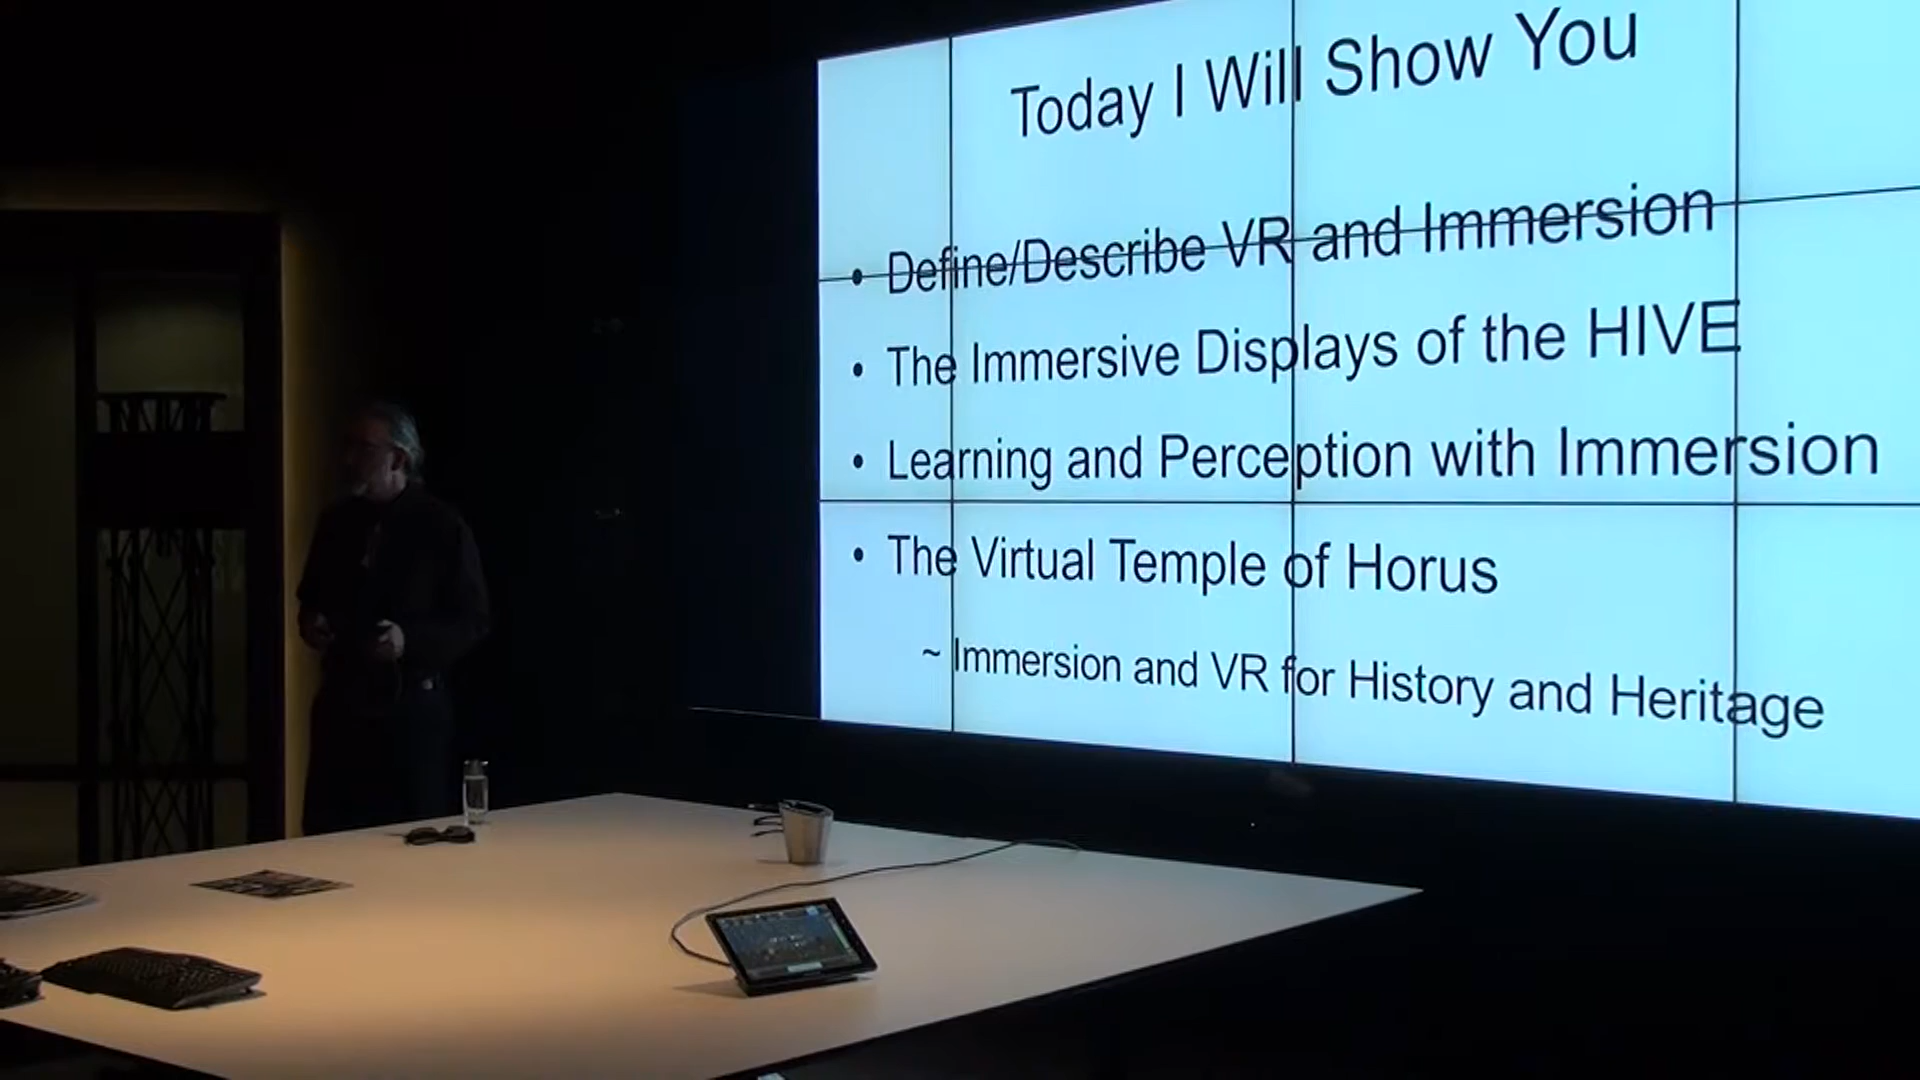 Today I Will Show You
• Define/Describe VR and Immersion
• The Immersive Displays of the HIVE
• Learning and Perception with Immersion
• The Virtual Temple of Horus
~ Immersion and VR for History and Heritage